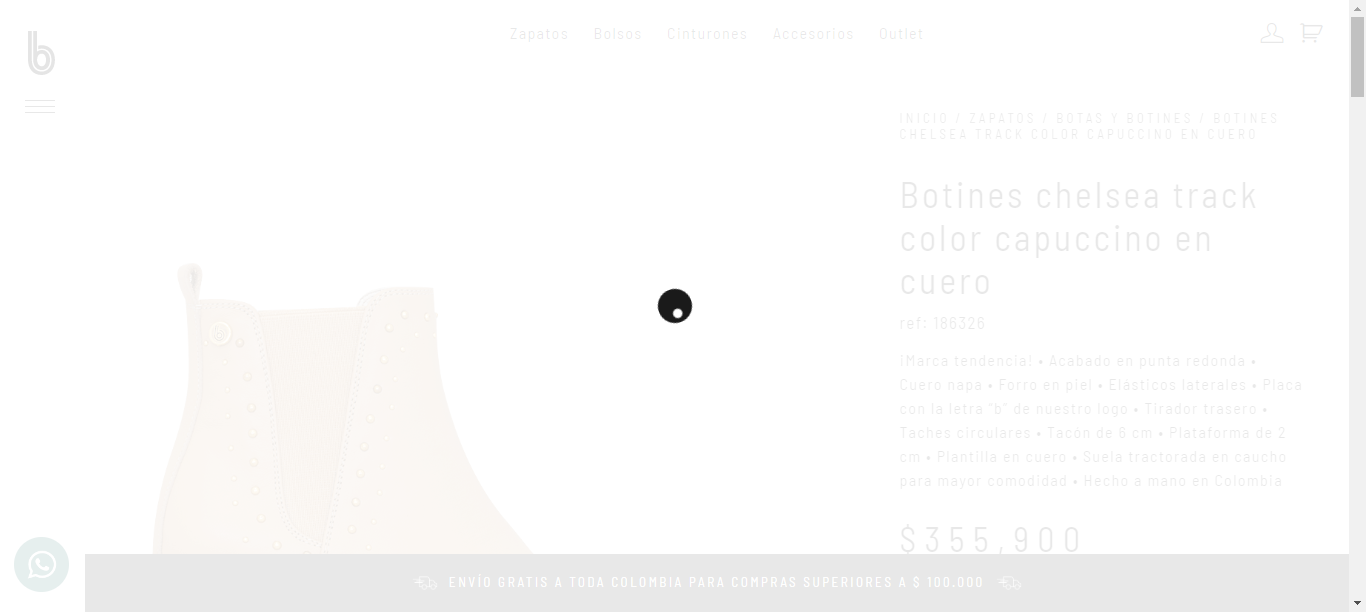 b
Zapatos Bolsos Cinturones Accesorios Outlet
INICIO / ZAPATOS / BOTAS Y BOTINES / BOTINES
CHELSEA TRACK COLOR CAPUCCINO EN CUERO
Botines chelsea track
color capuccino en
cuero
ref: 186326
¡Marca tendencia! • Acabado en punta redonda •
Cuero napa • Forro en piel • Elásticos laterales • Placa
con la letra “b” de nuestro logo • Tirador trasero •
Taches circulares • Tacón de 6 cm • Plataforma de 2
cm • Plantilla en cuero • Suela tractorada en caucho
para mayor comodidad • Hecho a mano en Colombia
$355,900
ENVÍO GRATIS A TODA COLOMBIA PARA COMPRAS SUPERIORES A $ 100.000